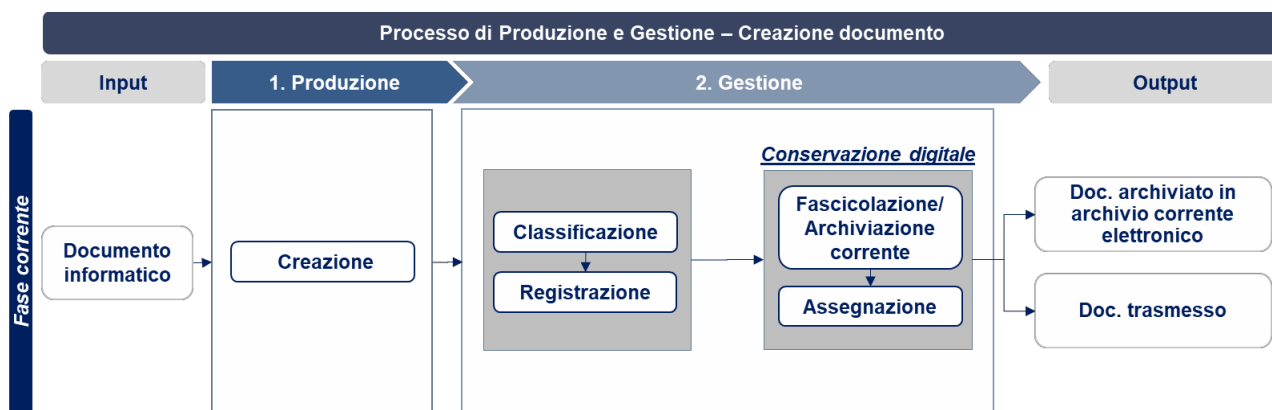 Processo di Produzione e Gestione – Creazione documento
Input
1. Produzione
2. Gestione
Output
Fase corrente
Documento
informatico
Creazione
Classificazione
Registrazione
Conservazione digitale
Fascicolazione/
Archiviazione
corrente
Assegnazione
Doc. archiviato in
archivio corrente
elettronico
Doc. trasmesso